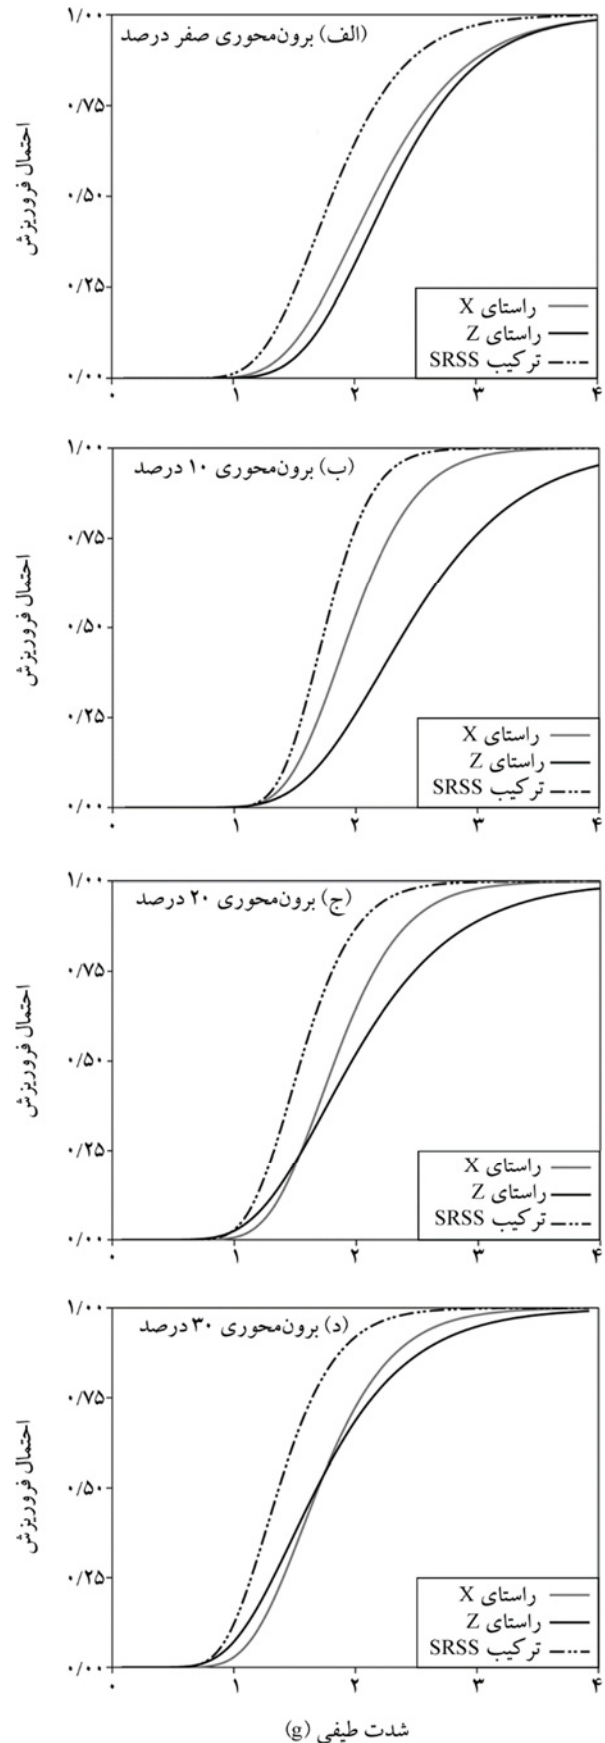 (الف) برون‌محوری صفر درصد
۱/۰۰
۰/۷۵
۰/۵۰
۰/۲۵
۰/۰۰
احتمال فروریزش
راستای X
راستای Z
ترکیب SRSS
۰ ۱ ۲ ۳ ۴
(ب) برون‌محوری ۱۰ درصد
۱/۰۰
۰/۷۵
۰/۵۰
۰/۲۵
۰/۰۰
احتمال فروریزش
راستای X
راستای Z
ترکیب SRSS
۰ ۱ ۲ ۳ ۴
(ج) برون‌محوری ۲۰ درصد
۱/۰۰
۰/۷۵
۰/۵۰
۰/۲۵
۰/۰۰
احتمال فروریزش
راستای X
راستای Z
ترکیب SRSS
۰ ۱ ۲ ۳ ۴
(د) برون‌محوری ۳۰ درصد
۱/۰۰
۰/۷۵
۰/۵۰
۰/۲۵
۰/۰۰
احتمال فروریزش
راستای X
راستای Z
ترکیب SRSS
۰ ۱ ۲ ۳ ۴
شدت طیفی (g)